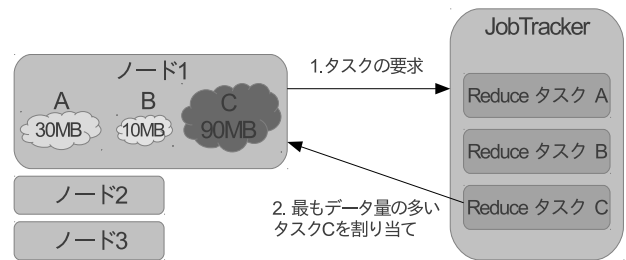 JobTracker
ノード1
1.タスクの要求
A
B
C
30MB
10MB
90MB
Reduce タスク A
Reduce タスク B
Reduce タスク C
ノード2
ノード3
2. 最もデータ量の多い
タスクCを割り当て